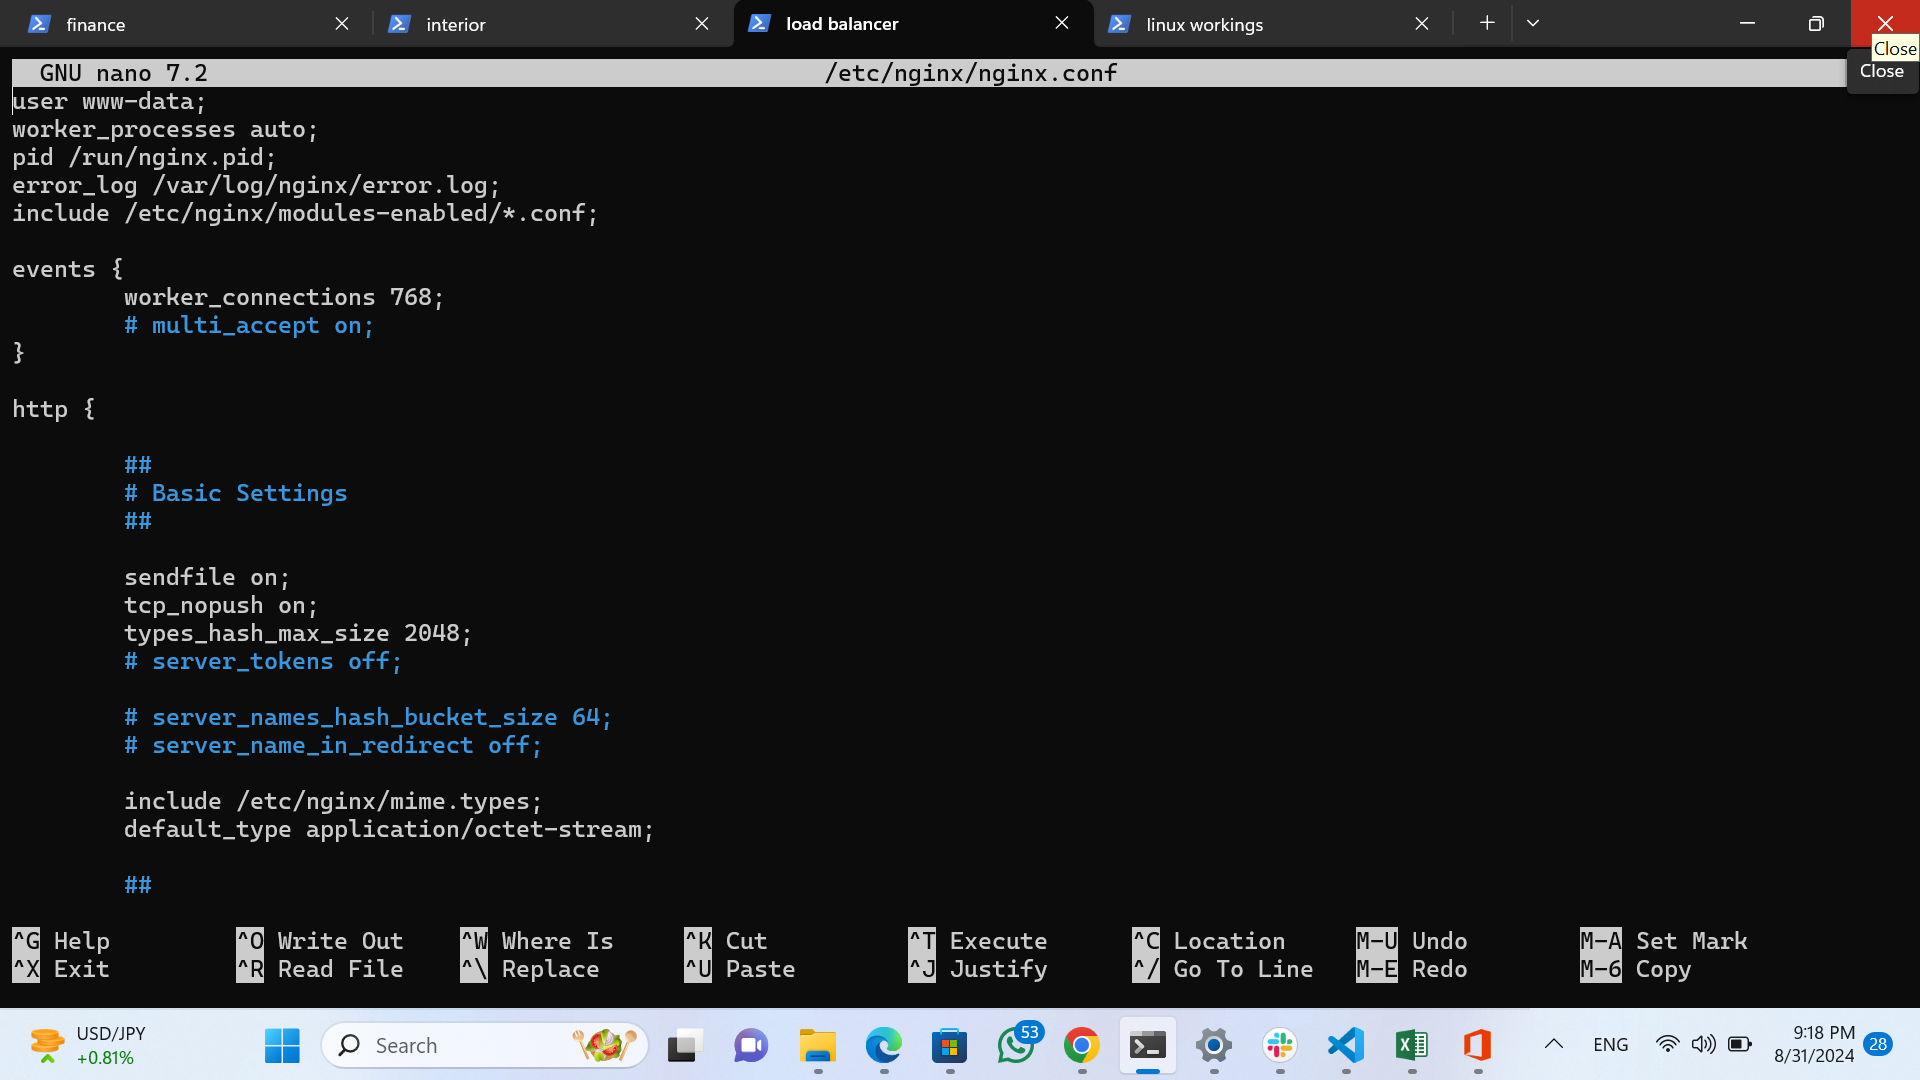 finance
interior
load balancer
linux workings
Close
Close
GNU nano 7.2 /etc/nginx/nginx.conf
user www-data;
worker_processes auto;
pid /run/nginx.pid;
error_log /var/log/nginx/error.log;
include /etc/nginx/modules-enabled/*.conf;
events {
worker_connections 768;
# multi_accept on;
}
http {
##
# Basic Settings
##
sendfile on;
tcp_nopush on;
types_hash_max_size 2048;
# server_tokens off;
# server_names_hash_bucket_size 64;
# server_name_in_redirect off;
include /etc/nginx/mime.types;
default_type application/octet-stream;
##
^G Help ^O Write Out ^W Where Is ^K Cut ^T Execute ^C Location M-U Undo M-A Set Mark
^X Exit ^R Read File ^\ Replace ^U Paste ^J Justify ^/ Go To Line M-E Redo M-6 Copy
USD/JPY
+0.81%
Search
53
ENG
9:18 PM
8/31/2024
28